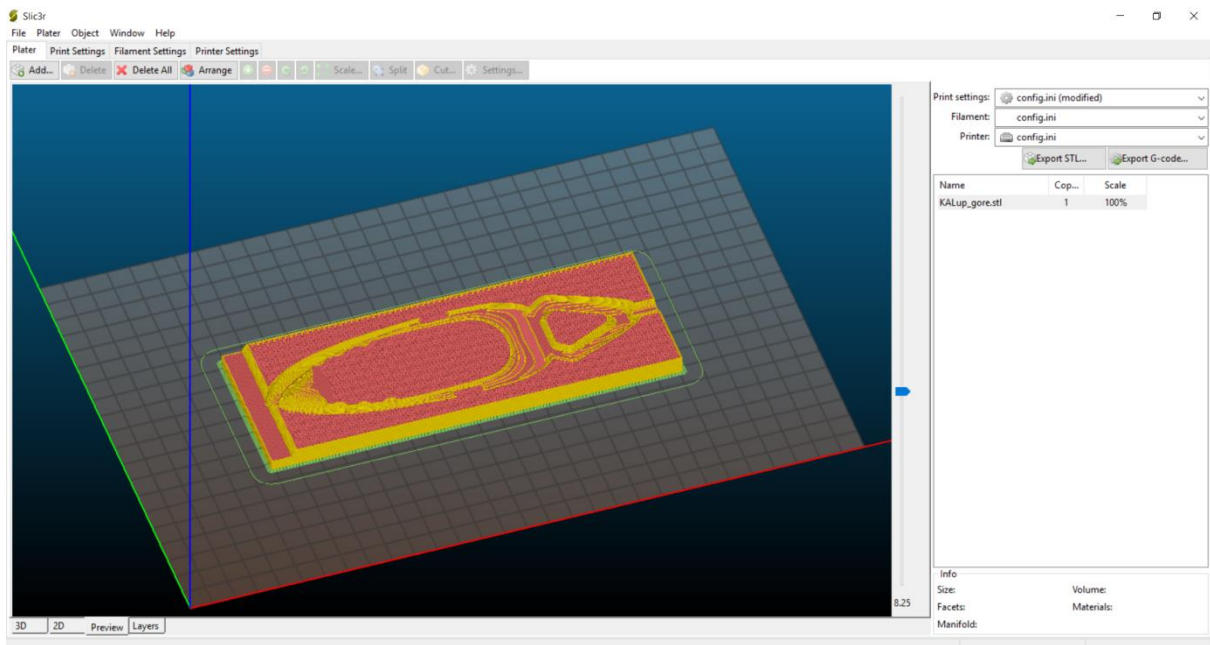 Slic3r
File Plater Object Window Help
Plater Print Settings Filament Settings Printer Settings
Add... Delete Delete All Arrange Scale... Split Cut... Settings...
Print settings: config.ini (modified)
Filament: config.ini
Printer: config.ini
Export STL... Export G-code...
Name Cop... Scale
KALup_gore.stl 1 100%
Info
Size: Volume:
8.25
Facets: Materials:
Manifold:
3D 2D Preview Layers